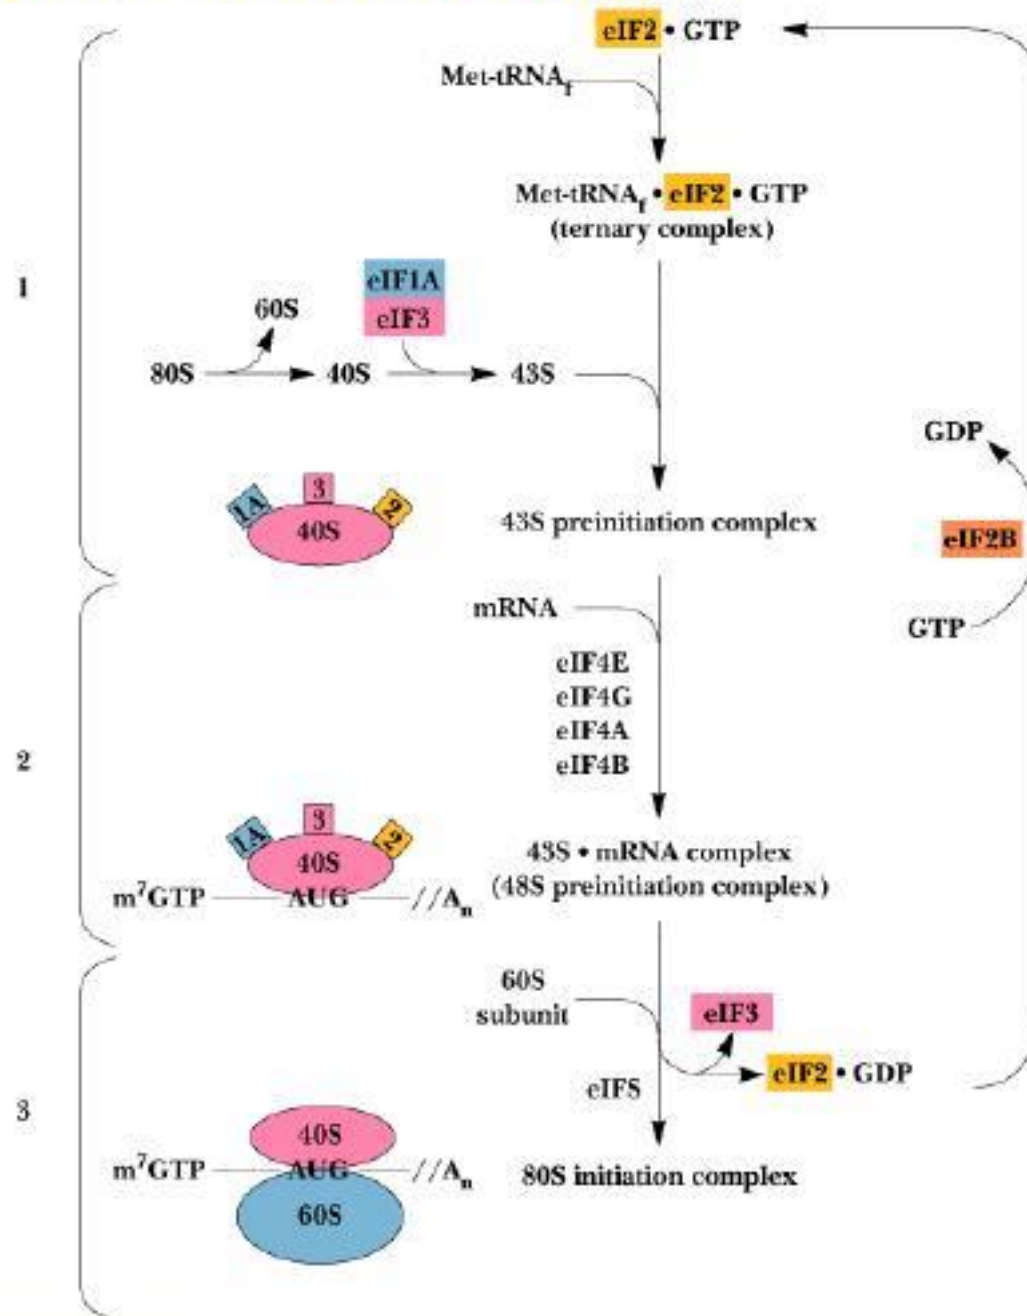 eIF2 • GTP
Met-tRNAf
Met-tRNAf • eIF2 • GTP
(ternary complex)
1
eIF1A
eIF3
60S
80S
40S
43S
GDP
1A
3
2
40S
43S preinitiation complex
eIF2B
mRNA
GTP
eIF4E
eIF4G
eIF4A
eIF4B
2
1A
3
2
40S
43S • mRNA complex
(48S preinitiation complex)
m⁷GTP AUG //An
60S
subunit
eIF3
eIF2 • GDP
eIFS
3
40S
m⁷GTP AUG //An
80S initiation complex
60S